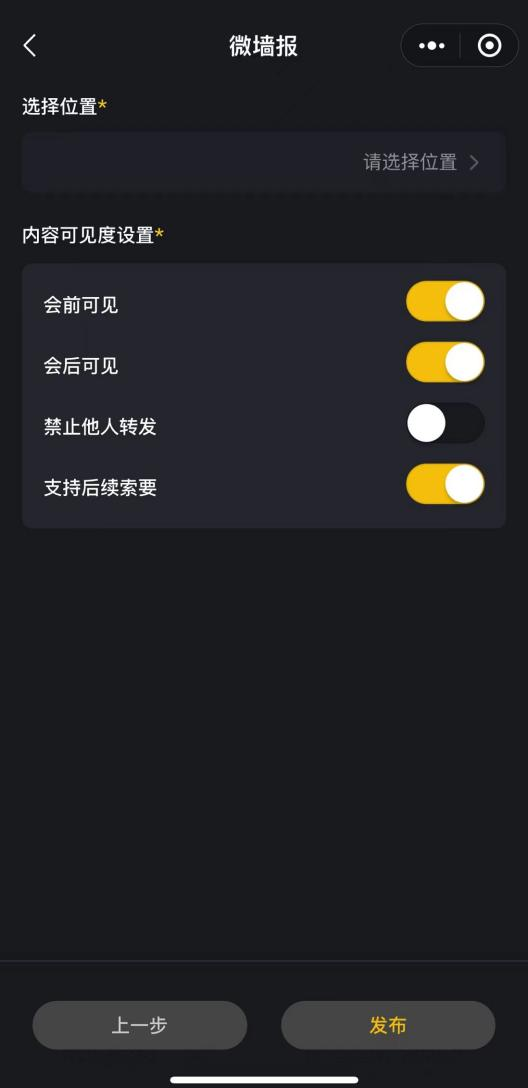 微墙报
选择位置*
请选择位置
内容可见度设置*
会前可见
会后可见
禁止他人转发
支持后续索要
上一步
发布